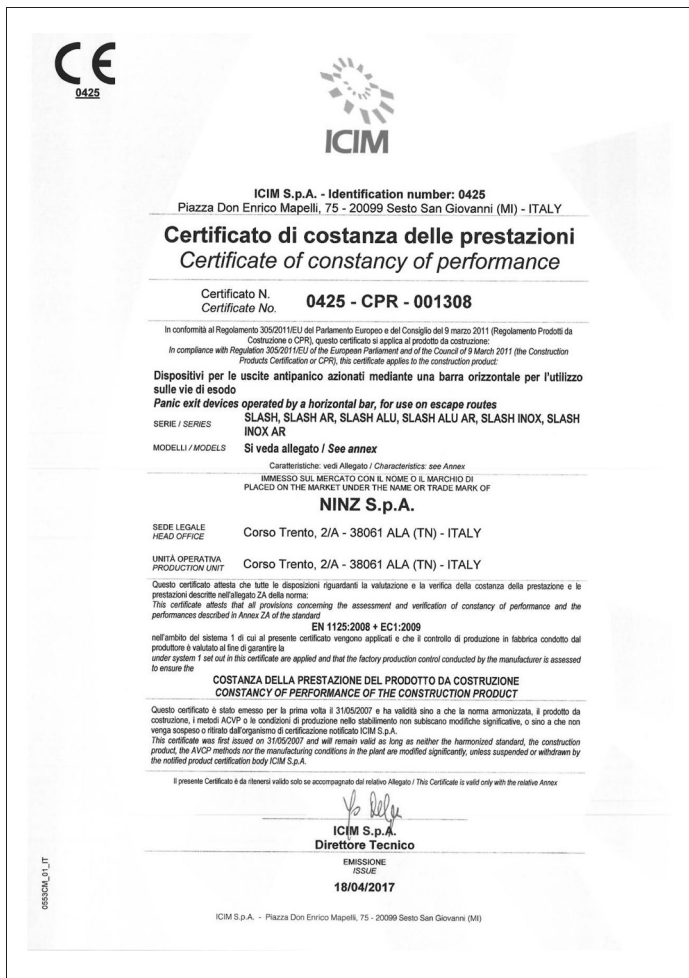 CE
0425
ICIM
ICIM S.p.A. - Identification number: 0425
Piazza Don Enrico Mapelli, 75 - 20099 Sesto San Giovanni (MI) - ITALY
Certificato di costanza delle prestazioni
Certificate of constancy of performance
Certificato N.
Certificate No.
0425 - CPR - 001308
In conformità al Regolamento 305/2011/EU del Parlamento Europeo e del Consiglio del 9 marzo 2011 (Regolamento Prodotti da
Costruzione o CPR), questo certificato si applica al prodotto da costruzione:
In compliance with Regulation 305/2011/EU of the European Parliament and of the Council of 9 March 2011 (the Construction
Products Certification or CPR), this certificate applies to the construction product:
Dispositivi per le uscite antipanico azionati mediante una barra orizzontale per l'utilizzo
sulle vie di esodo
Panic exit devices operated by a horizontal bar, for use on escape routes
SERIE / SERIES
SLASH, SLASH AR, SLASH ALU, SLASH ALU AR, SLASH INOX, SLASH
INOX AR
MODELLI / MODELS
Si veda allegato / See annex
Caratteristiche: vedi Allegato / Characteristics: see Annex
IMMESSO SUL MERCATO CON IL NOME O IL MARCHIO DI
PLACED ON THE MARKET UNDER THE NAME OR TRADE MARK OF
NINZ S.p.A.
SEDE LEGALE
HEAD OFFICE
Corso Trento, 2/A - 38061 ALA (TN) - ITALY
UNITÀ OPERATIVA
PRODUCTION UNIT
Corso Trento, 2/A - 38061 ALA (TN) - ITALY
Questo certificato attesta che tutte le disposizioni riguardanti la valutazione e la verifica della costanza della prestazione e le
prestazioni descritte nell'allegato ZA della norma:
This certificate attests that all provisions concerning the assessment and verification of constancy of performance and the
performances described in Annex ZA of the standard
EN 1125:2008 + EC1:2009
nell'ambito del sistema 1 di cui al presente certificato vengono applicati e che il controllo di produzione in fabbrica condotto dal
produttore è valutato al fine di garantire la
under system 1 set out in this certificate are applied and that the factory production control conducted by the manufacturer is assessed
to ensure the
COSTANZA DELLA PRESTAZIONE DEL PRODOTTO DA COSTRUZIONE
CONSTANCY OF PERFORMANCE OF THE CONSTRUCTION PRODUCT
Questo certificato è stato emesso per la prima volta il 31/05/2007 e ha validità sino a che la norma armonizzata, il prodotto da
costruzione, i metodi ACVP o le condizioni di produzione nello stabilimento non subiscano modifiche significative, o sino a che non
venga sospeso o ritirato dall'organismo di certificazione notificato ICIM S.p.A.
This certificate was first issued on 31/05/2007 and will remain valid as long as neither the harmonized standard, the construction
product, the AVCP methods nor the manufacturing conditions in the plant are modified significantly, unless suspended or withdrawn by
the notified product certification body ICIM S.p.A.
Il presente Certificato è da ritenersi valido solo se accompagnato dal relativo Allegato / This Certificate is valid only with the relative Annex
ICIM S.p.A.
Direttore Tecnico
EMISSIONE
ISSUE
18/04/2017
0553CM_01_IT
ICIM S.p.A. - Piazza Don Enrico Mapelli, 75 - 20099 Sesto San Giovanni (MI)